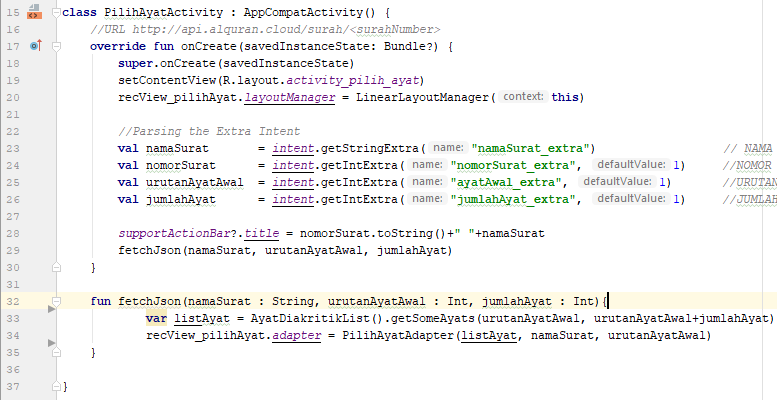 15 class PilihAyatActivity : AppCompatActivity() {
16 //URL http://api.alquran.cloud/surah/<surahNumber>
17 override fun onCreate(savedInstanceState: Bundle?) {
18 super.onCreate(savedInstanceState)
19 setContentView(R.layout.activity_pilih_ayat)
20 recView_pilihAyat.layoutManager = LinearLayoutManager( context: this)
21
22 //Parsing the Extra Intent
23 val namaSurat = intent.getStringExtra( name: "namaSurat_extra") // NAMA
24 val nomorSurat = intent.getIntExtra( name: "nomorSurat_extra", defaultValue: 1) //NOMOR
25 val urutanAyatAwal = intent.getIntExtra( name: "ayatAwal_extra", defaultValue: 1) //URUTAN
26 val jumlahAyat = intent.getIntExtra( name: "jumlahAyat_extra", defaultValue: 1) //JUMLAH
27
28 supportActionBar?.title = nomorSurat.toString()+" "+namaSurat
29 fetchJson(namaSurat, urutanAyatAwal, jumlahAyat)
30 }
31
32 fun fetchJson(namaSurat : String, urutanAyatAwal : Int, jumlahAyat : Int){
33 var listAyat = AyatDiakritikList().getSomeAyats(urutanAyatAwal, urutanAyatAwal+jumlahAyat)
34 recView_pilihAyat.adapter = PilihAyatAdapter(listAyat, namaSurat, urutanAyatAwal)
35 }
36
37 }